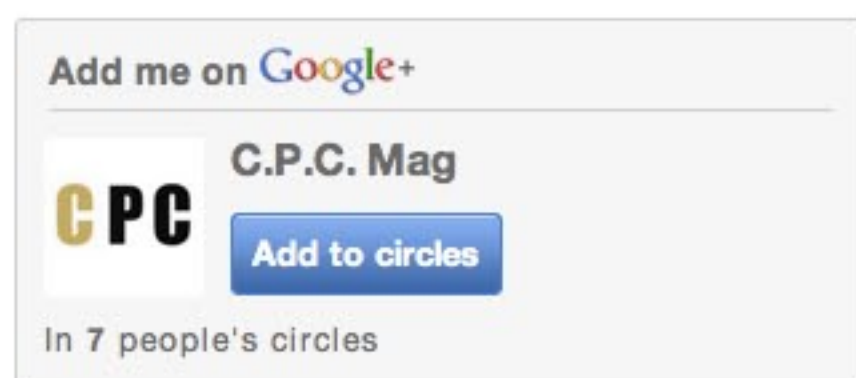 Add me on Google+
C.P.C. Mag
CPC
Add to circles
In 7 people's circles